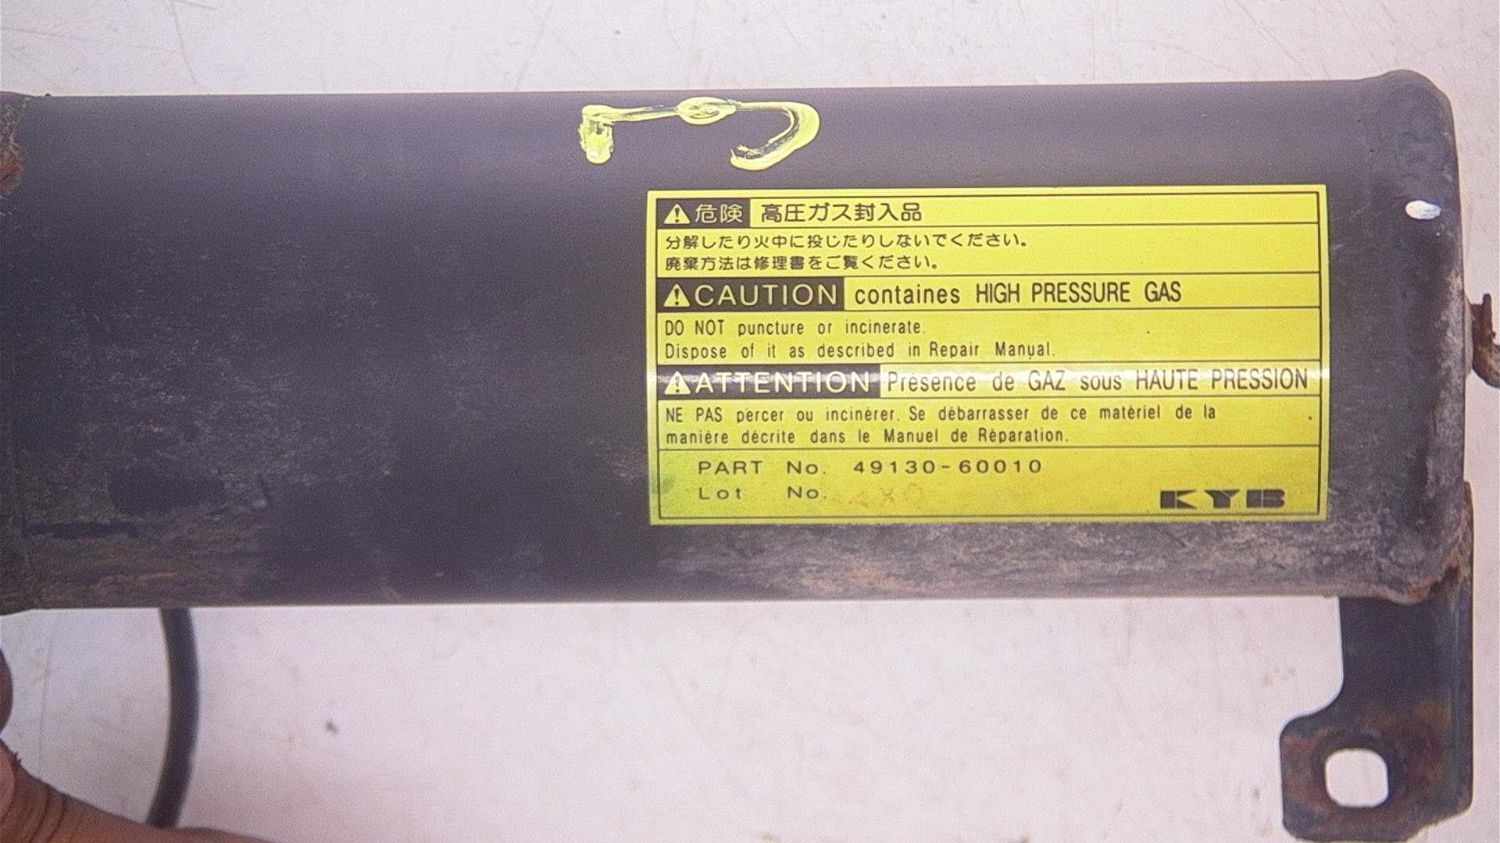 危険 高圧ガス封入品
分解したり火中に投じたりしないでください。
廃棄方法は修理書をご覧ください。
CAUTION containes HIGH PRESSURE GAS
DO NOT puncture or incinerate.
Dispose of it as described in Repair Manual.
ATTENTION Présence de GAZ sous HAUTE PRESSION
NE PAS percer ou incinérer. Se débarrasser de ce matériel de la
manière décrite dans le Manuel de Réparation.
PART No. 49130-60010
Lot No.
KYB